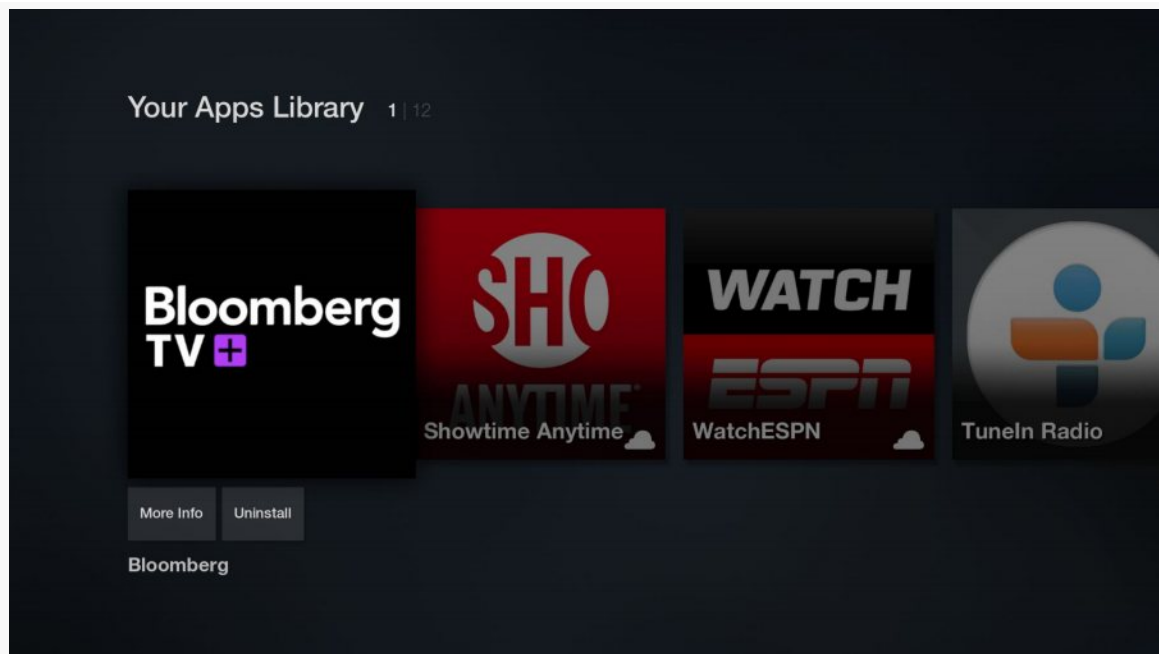 Your Apps Library 1 | 12
Bloomberg
TV+
SHO
ANYTIME
Showtime Anytime
WATCH
ESPN
WatchESPN
TuneIn Radio
More Info
Uninstall
Bloomberg